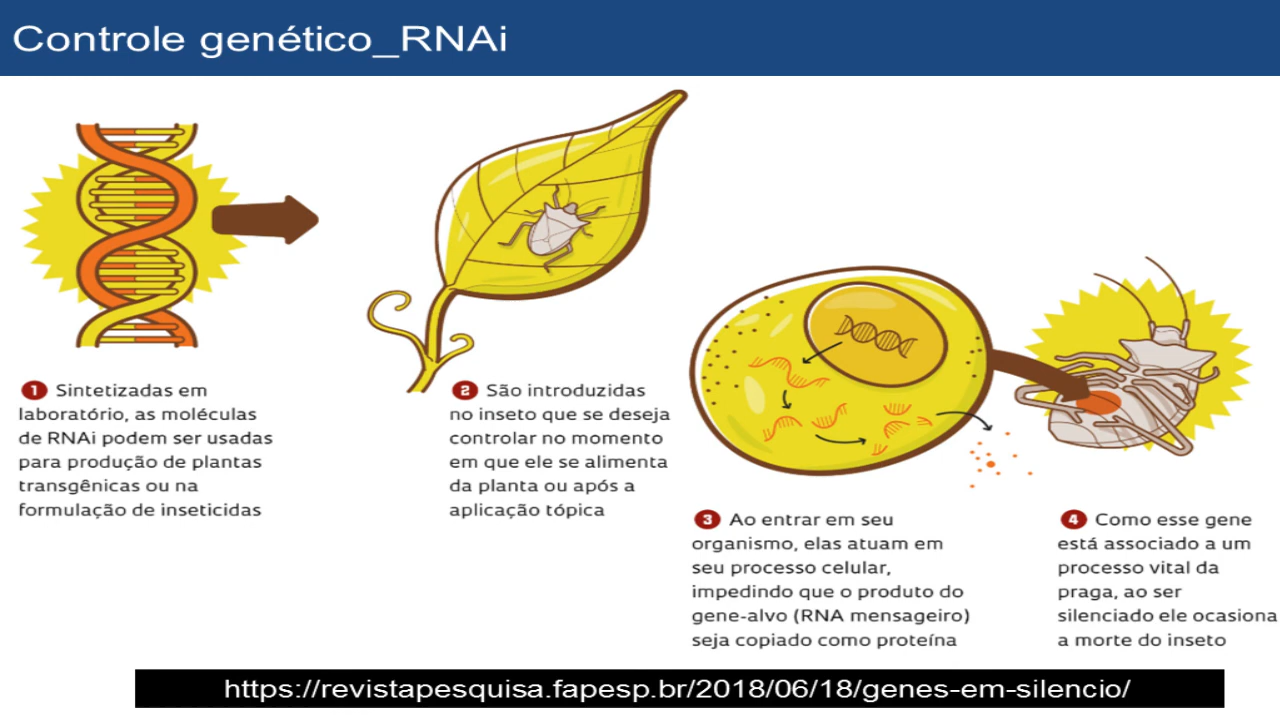 Controle genético_RNAi
1 Sintetizadas em
laboratório, as moléculas
de RNAi podem ser usadas
para produção de plantas
transgênicas ou na
formulação de inseticidas
2 São introduzidas
no inseto que se deseja
controlar no momento
em que ele se alimenta
da planta ou após a
aplicação tópica
3 Ao entrar em seu
organismo, elas atuam em
seu processo celular,
impedindo que o produto do
gene-alvo (RNA mensageiro)
seja copiado como proteína
4 Como esse gene
está associado a um
processo vital da
praga, ao ser
silenciado ele ocasiona
a morte do inseto
https://revistapesquisa.fapesp.br/2018/06/18/genes-em-silencio/